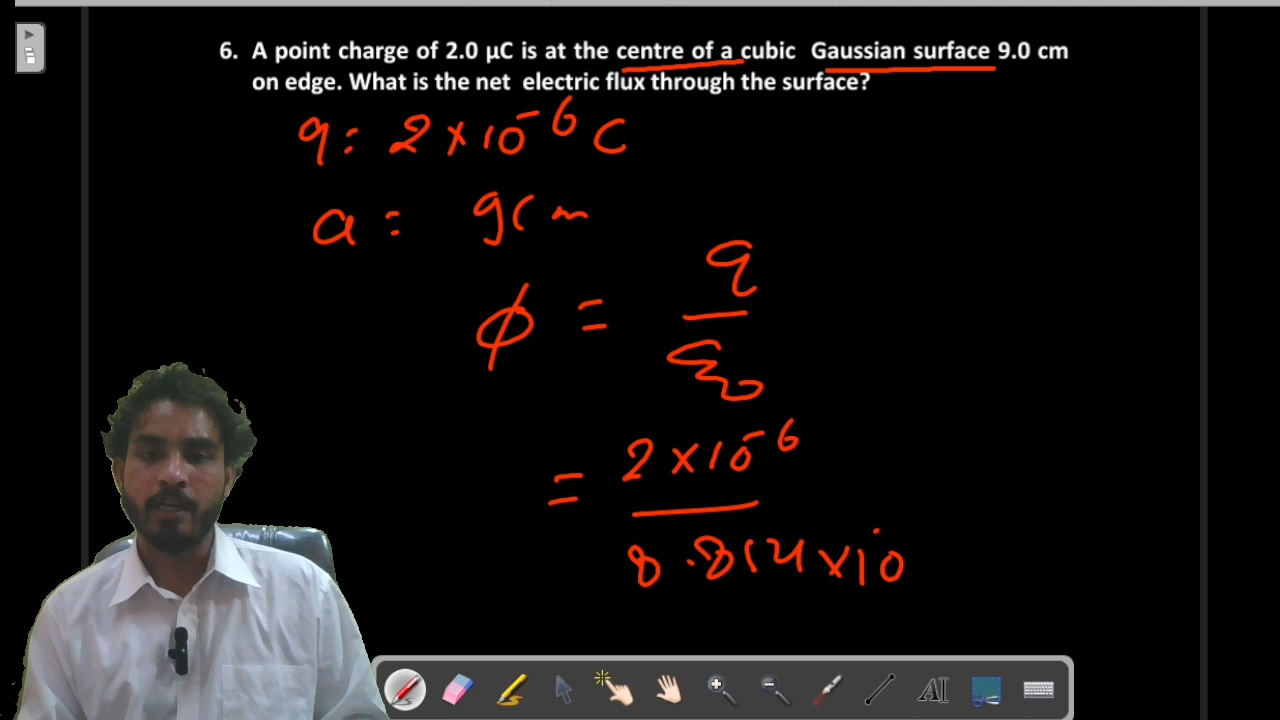 6. A point charge of 2.0 µC is at the centre of a cubic Gaussian surface 9.0 cm
on edge. What is the net electric flux through the surface?
q: 2 × 10⁻⁶ C
a: 9cm
ϕ = q
ε₀
= 2 × 10⁻⁶
8.854 × 10
AI